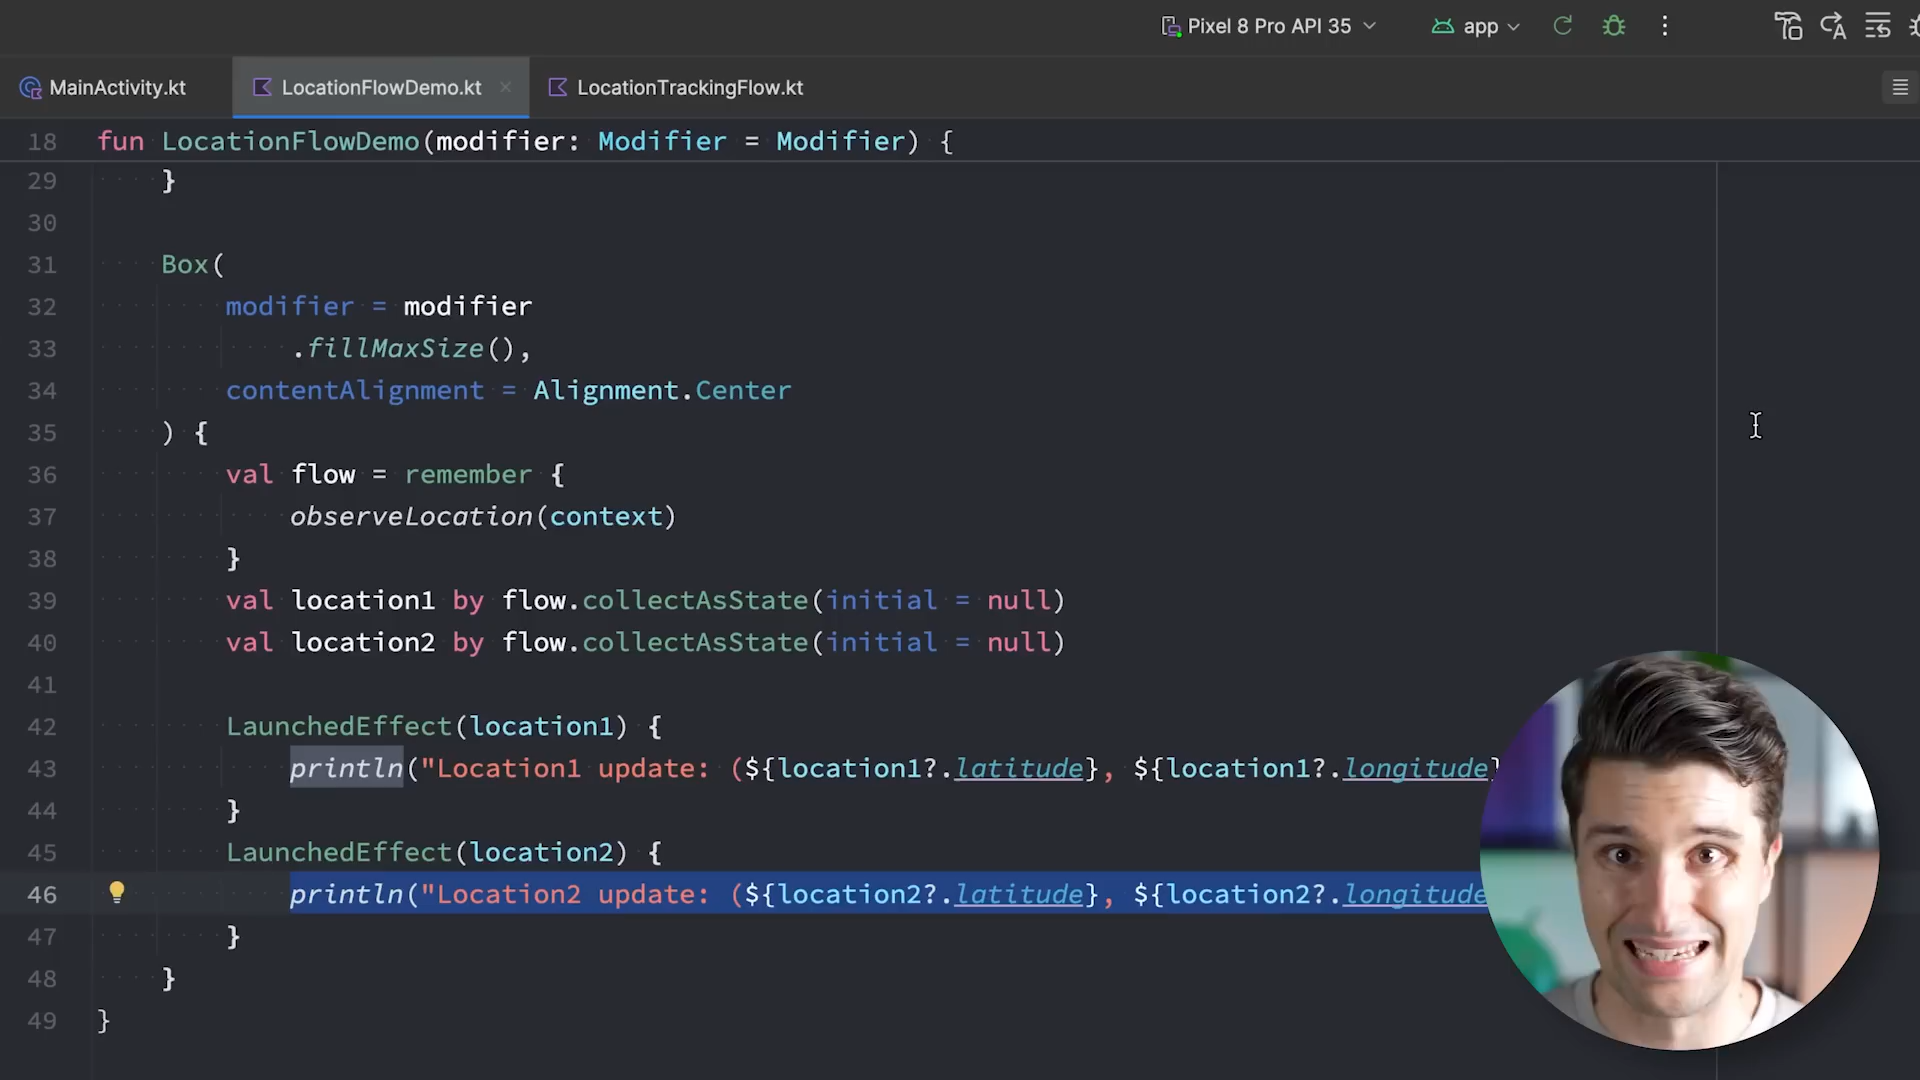 Pixel 8 Pro API 35
app
MainActivity.kt
LocationFlowDemo.kt
LocationTrackingFlow.kt
18 fun LocationFlowDemo(modifier: Modifier = Modifier) {
29 }
30
31 Box(
32 modifier = modifier
33 .fillMaxSize(),
34 contentAlignment = Alignment.Center
35 ) {
36 val flow = remember {
37 observeLocation(context)
38 }
39 val location1 by flow.collectAsState(initial = null)
40 val location2 by flow.collectAsState(initial = null)
41
42 LaunchedEffect(location1) {
43 println("Location1 update: (${location1?.latitude}, ${location1?.longitude}
44 }
45 LaunchedEffect(location2) {
46 println("Location2 update: (${location2?.latitude}, ${location2?.longitude
47 }
48 }
49 }